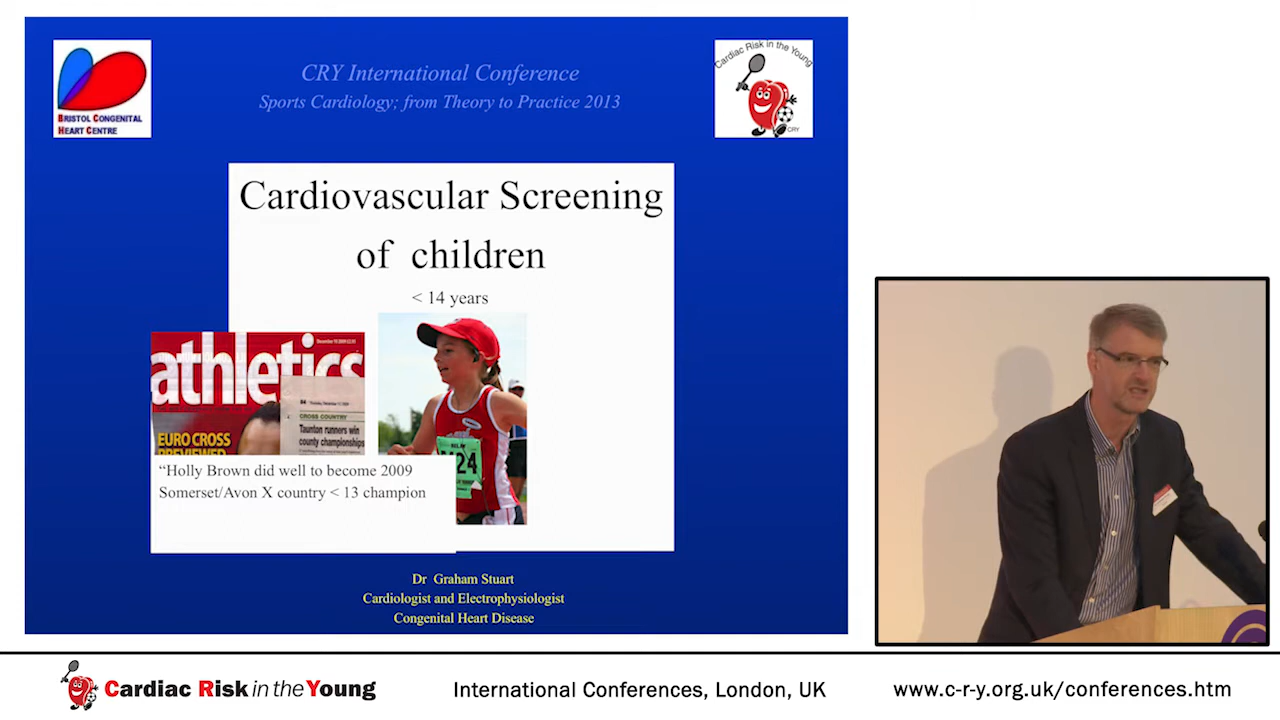 BRISTOL CONGENITAL
HEART CENTRE
CRY International Conference
Sports Cardiology; from Theory to Practice 2013
Cardiac Risk in the Young
CRY
Cardiovascular Screening
of children
< 14 years
athletics
EURO CROSS
PREVIEWED
CROSS COUNTRY
Taunton runners win
county championships
"Holly Brown did well to become 2009
Somerset/Avon X country < 13 champion
Dr Graham Stuart
Cardiologist and Electrophysiologist
Congenital Heart Disease
Cardiac Risk in the Young
International Conferences, London, UK
www.c-r-y.org.uk/conferences.htm